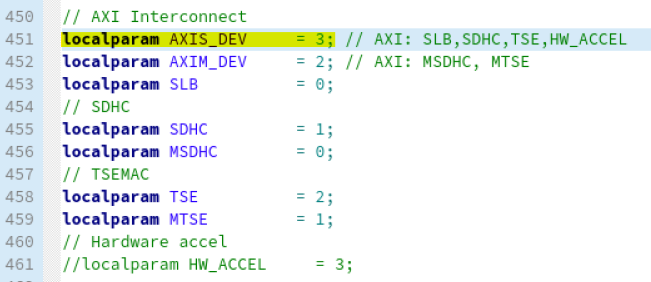 450 // AXI Interconnect
451 localparam AXIS_DEV = 3; // AXI: SLB,SDHC,TSE,HW_ACCEL
452 localparam AXIM_DEV = 2; // AXI: MSDHC, MTSE
453 localparam SLB = 0;
454 // SDHC
455 localparam SDHC = 1;
456 localparam MSDHC = 0;
457 // TSEMAC
458 localparam TSE = 2;
459 localparam MTSE = 1;
460 // Hardware accel
461 //localparam HW_ACCEL = 3;